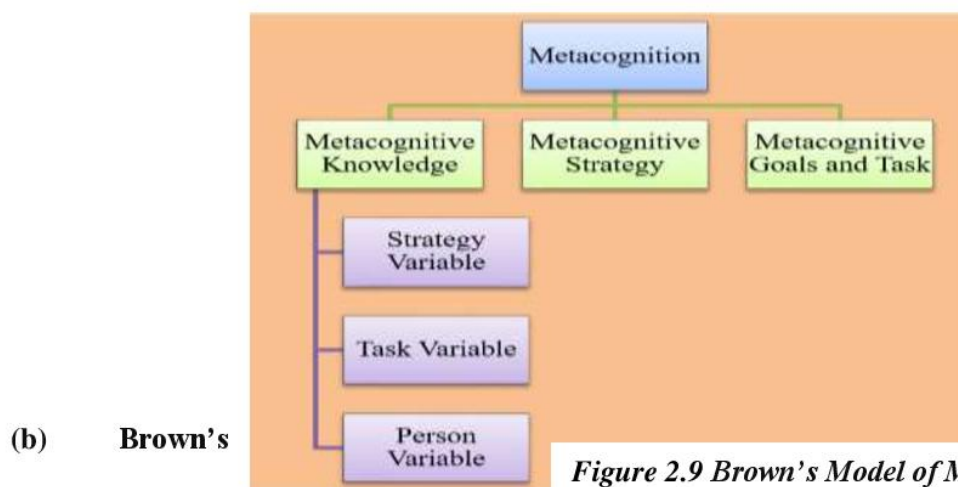 Metacognition
Metacognitive
Knowledge
Metacognitive
Strategy
Metacognitive
Goals and Task
Strategy
Variable
Task Variable
Person
Variable
(b) Brown's
Figure 2.9 Brown's Model of M